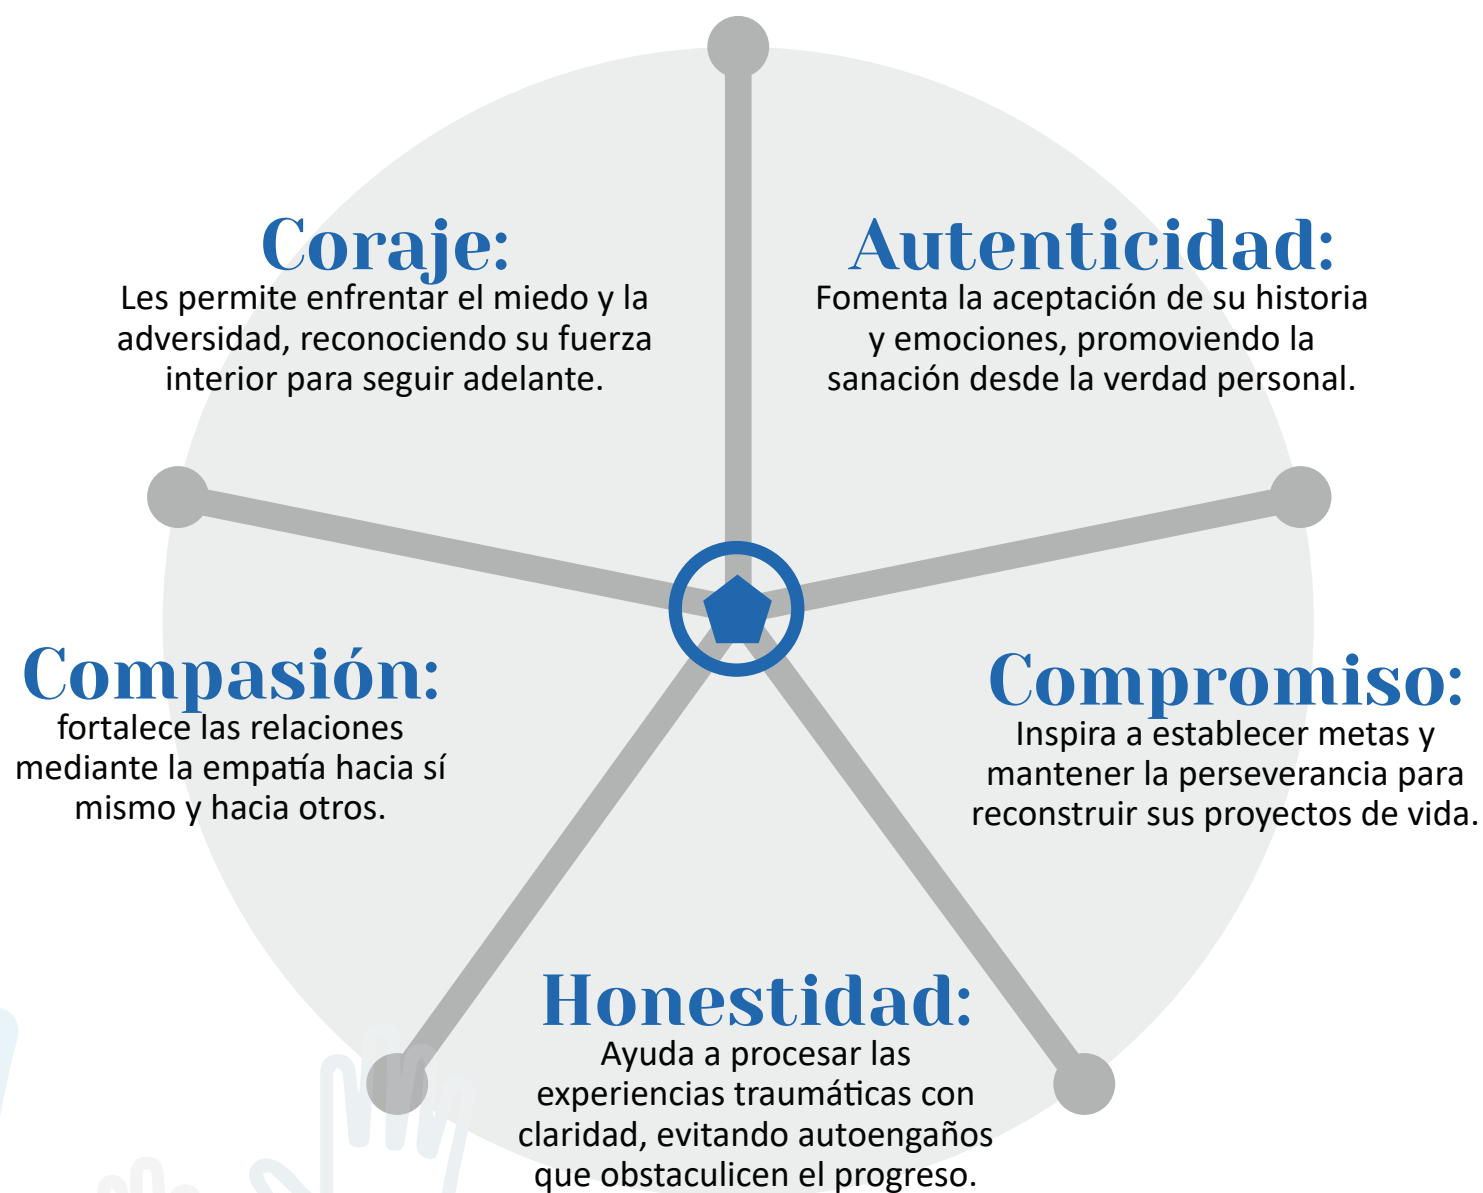 Coraje:
Les permite enfrentar el miedo y la
adversidad, reconociendo su fuerza
interior para seguir adelante.
Autenticidad:
Fomenta la aceptación de su historia
y emociones, promoviendo la
sanación desde la verdad personal.
Compasión:
fortalece las relaciones
mediante la empatía hacia sí
mismo y hacia otros.
Compromiso:
Inspira a establecer metas y
mantener la perseverancia para
reconstruir sus proyectos de vida.
Honestidad:
Ayuda a procesar las
experiencias traumáticas con
claridad, evitando autoengaños
que obstaculicen el progreso.